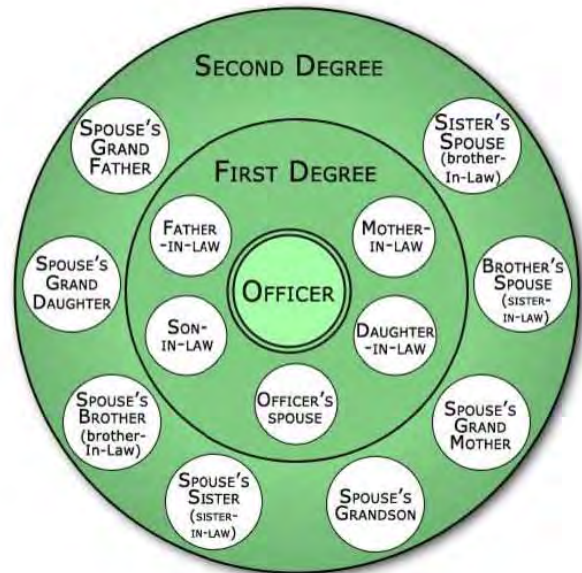 SECOND DEGREE
SPOUSE'S
GRAND
FATHER
SISTER'S
SPOUSE
(brother-
In-Law)
FIRST DEGREE
FATHER
-IN-LAW
MOTHER-
IN-LAW
SPOUSE'S
GRAND
DAUGHTER
OFFICER
BROTHER'S
SPOUSE
(SISTER-
IN-LAW)
SON-
IN-LAW
DAUGHTER
-IN-LAW
OFFICER'S
SPOUSE
SPOUSE'S
BROTHER
(brother-
In-Law)
SPOUSE'S
GRAND
MOTHER
SPOUSE'S
SISTER
(SISTER-
IN-LAW)
SPOUSE'S
GRANDSON